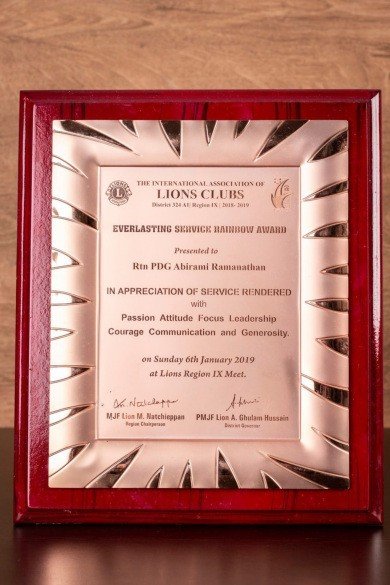 THE INTERNATIONAL ASSOCIATION OF
LIONS CLUBS
District 324 A1/ Region IX / 2018- 2019
EVERLASTING SERVICE RAINBOW AWARD
Presented to
Rtn PDG Abirami Ramanathan
IN APPRECIATION OF SERVICE RENDERED
with
Passion Attitude Focus Leadership
Courage Communication and Generosity.
on Sunday 6th January 2019
at Lions Region IX Meet.
MJF Lion M. Natchieppan PMJF Lion A. Ghulam Hussain
Region Chairperson District Governor